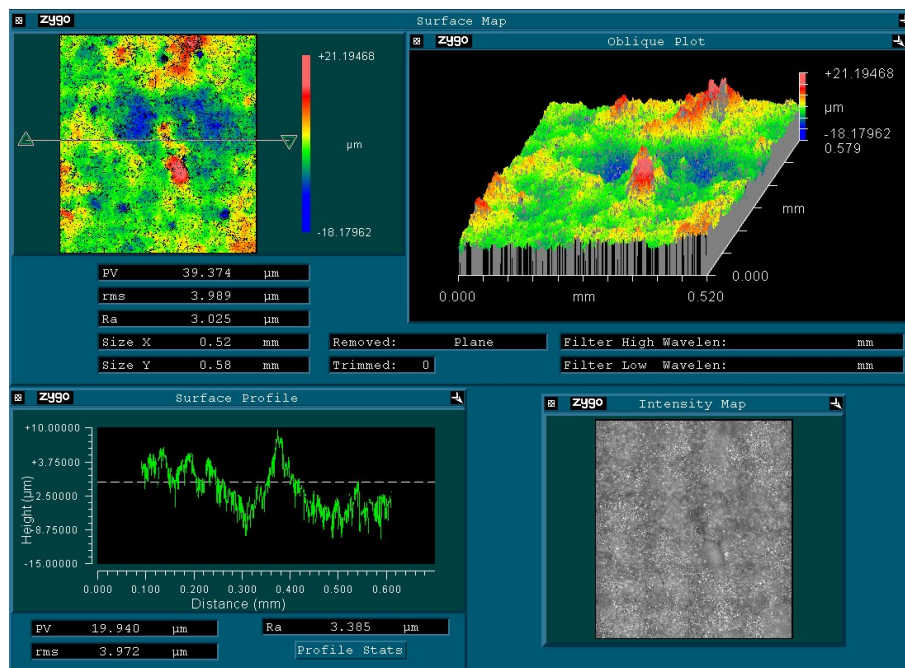 zygo Surface Map
+21.19468
µm
-18.17962
PV 39.374 µm
rms 3.989 µm
Ra 3.025 µm
Size X 0.52 mm
Size Y 0.58 mm
zygo Oblique Plot
+21.19468
µm
-18.17962
0.579
mm
0.000
0.000 mm 0.520
Removed: Plane
Trimmed: 0
Filter High Wavelen: mm
Filter Low Wavelen: mm
zygo Surface Profile
+10.00000
+3.75000
-2.50000
-8.75000
-15.00000
Height (µm)
0.000 0.100 0.200 0.300 0.400 0.500 0.600
Distance (mm)
PV 19.940 µm
rms 3.972 µm
Ra 3.385 µm
Profile Stats
zygo Intensity Map